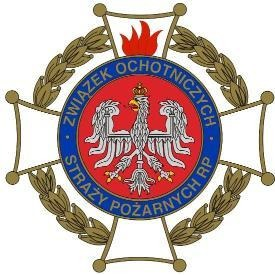 ZWIĄZEK OCHOTNICZYCH
STRAŻY POŻARNYCH RP